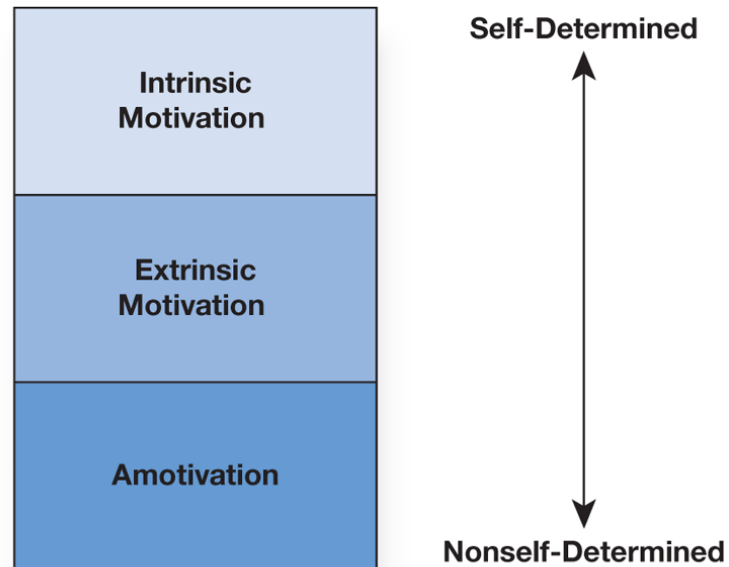 Self-Determined
Intrinsic
Motivation
Extrinsic
Motivation
Amotivation
Nonself-Determined